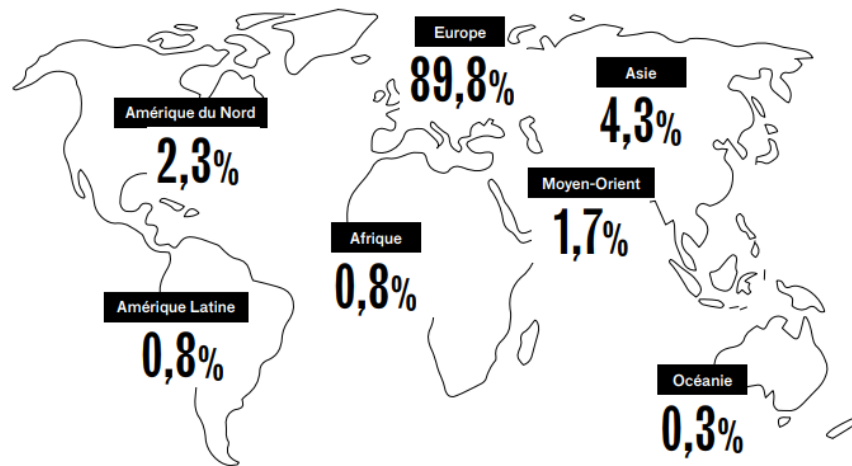 Europe
89,8%
Asie
4,3%
Amérique du Nord
2,3%
Moyen-Orient
1,7%
Afrique
0,8%
Amérique Latine
0,8%
Océanie
0,3%